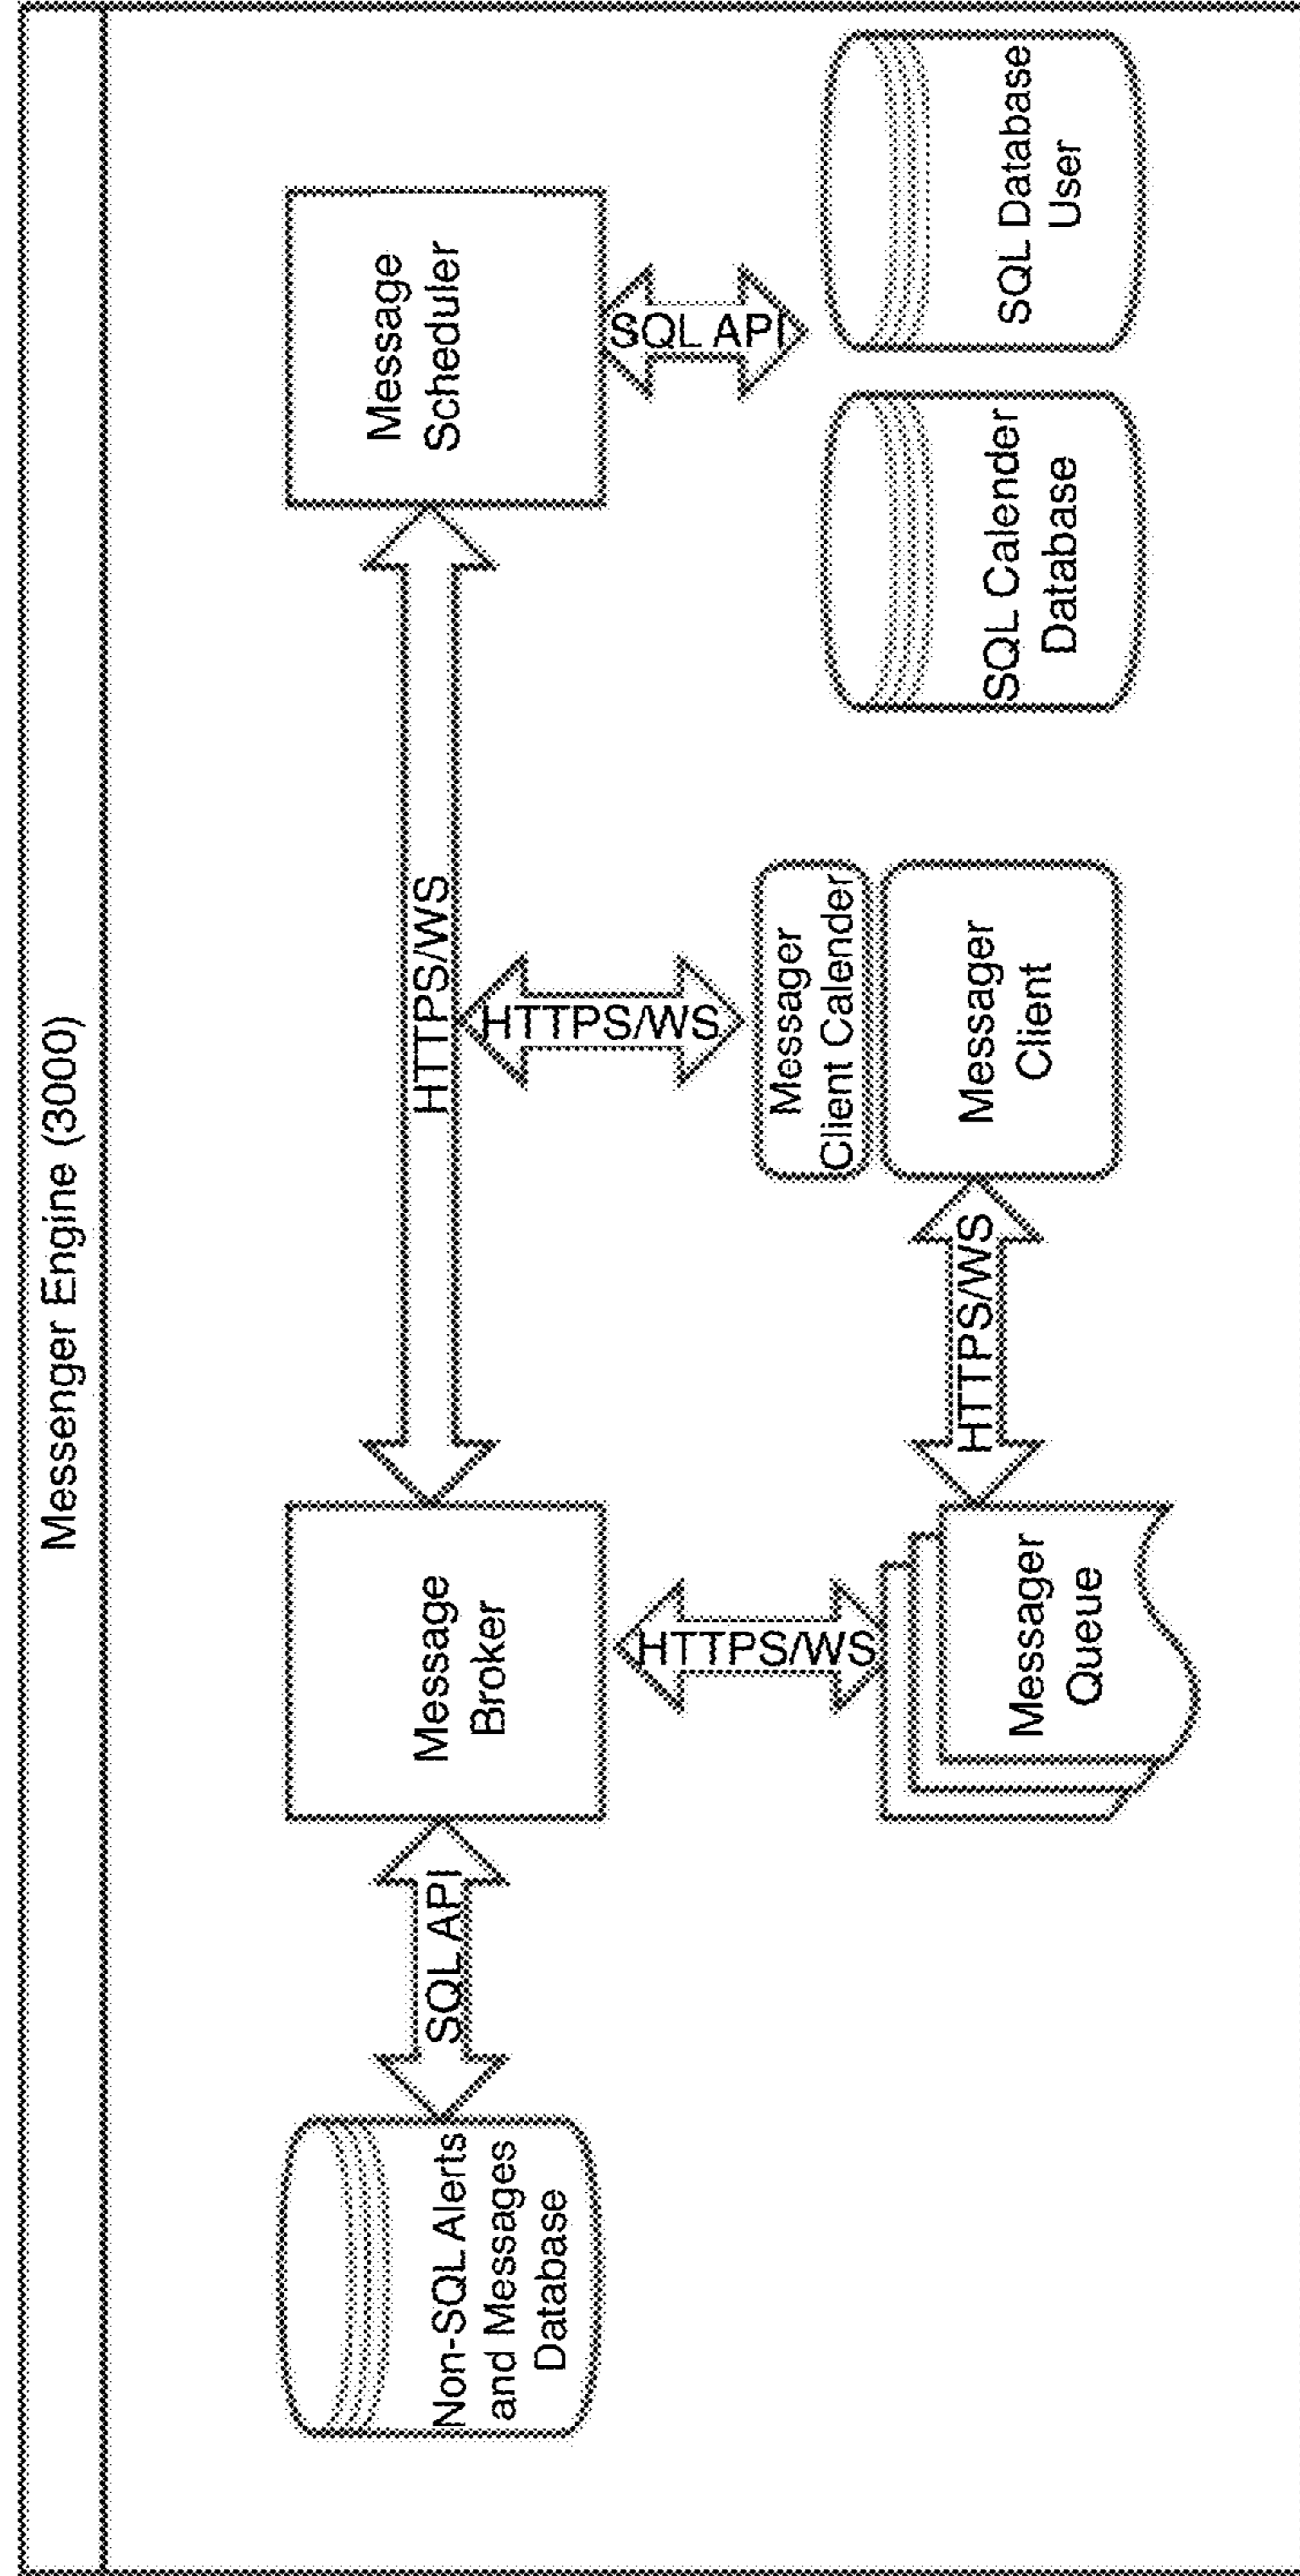 Messenger Engine (3000)
Non-SQL Alerts
and Messages
Database
SQL API
Message
Broker
HTTPS/WS
Message
Scheduler
HTTPS/WS
HTTPS/WS
SQL API
Messager
Queue
HTTPS/WS
Messager
Client Calender
Messager
Client
SQL Calender
Database
SQL Database
User